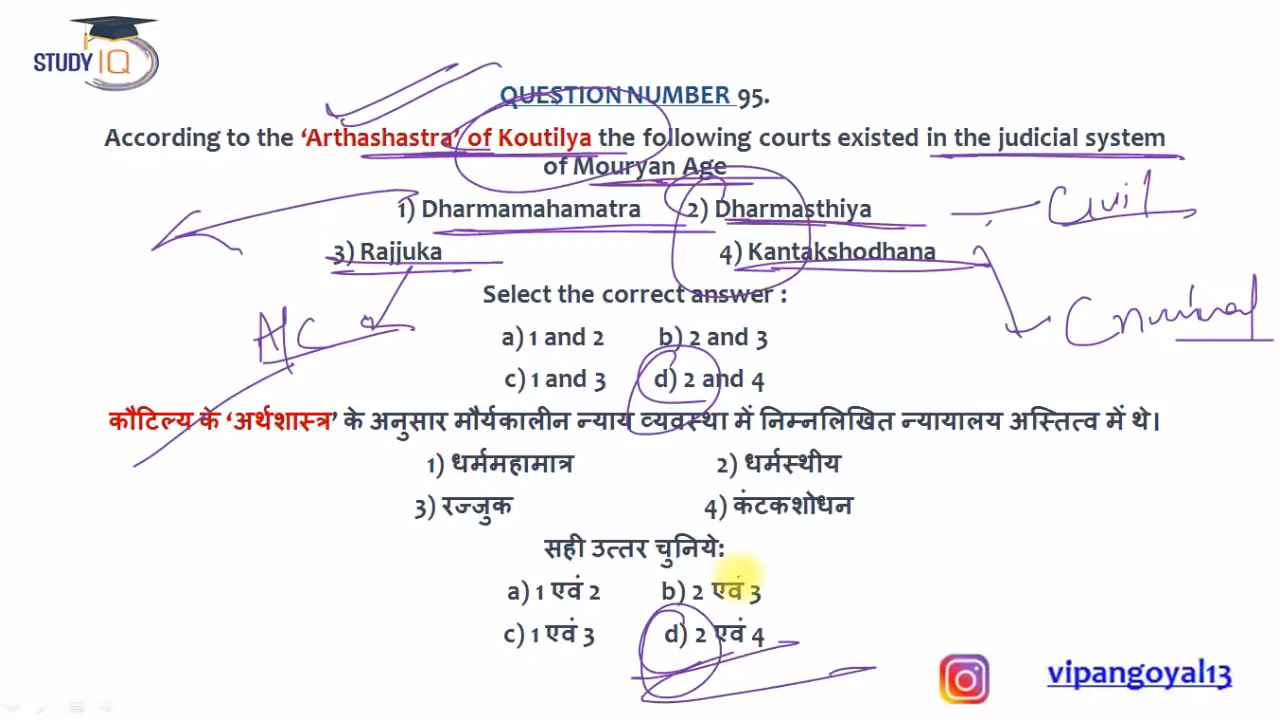 STUDY IQ
QUESTION NUMBER 95.
According to the ‘Arthashastra’ of Koutilya the following courts existed in the judicial system
of Mouryan Age
1) Dharmamahamatra 2) Dharmasthiya
Civil
3) Rajjuka 4) Kantakshodhana
Select the correct answer :
A/C
Criminal
a) 1 and 2 b) 2 and 3
c) 1 and 3 d) 2 and 4
कौटिल्य के ‘अर्थशास्त्र’ के अनुसार मौर्यकालीन न्याय व्यवस्था में निम्नलिखित न्यायालय अस्तित्व में थे।
1) धर्ममहामात्र 2) धर्मस्थीय
3) रज्जुक 4) कंटकशोधन
सही उत्तर चुनिये:
a) 1 एवं 2 b) 2 एवं 3
c) 1 एवं 3 d) 2 एवं 4
vipangoyal13